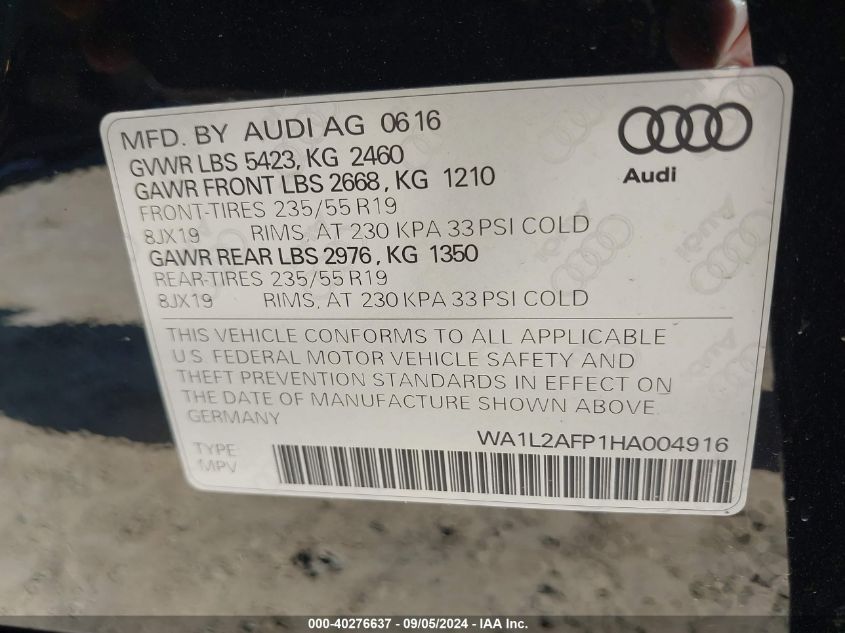 MFD. BY AUDI AG 0616
GVWR LBS 5423, KG 2460
GAWR FRONT LBS 2668, KG 1210
FRONT-TIRES 235/55 R19
8JX19 RIMS, AT 230 KPA 33 PSI COLD
GAWR REAR LBS 2976, KG 1350
REAR-TIRES 235/55 R19
8JX19 RIMS, AT 230 KPA 33 PSI COLD
Audi
Audi
THIS VEHICLE CONFORMS TO ALL APPLICABLE
U.S. FEDERAL MOTOR VEHICLE SAFETY AND
THEFT PREVENTION STANDARDS IN EFFECT ON
THE DATE OF MANUFACTURE SHOWN ABOVE.
GERMANY
WA1L2AFP1HA004916
TYPE
MPV
000-40276637 - 09/05/2024 - IAA Inc.